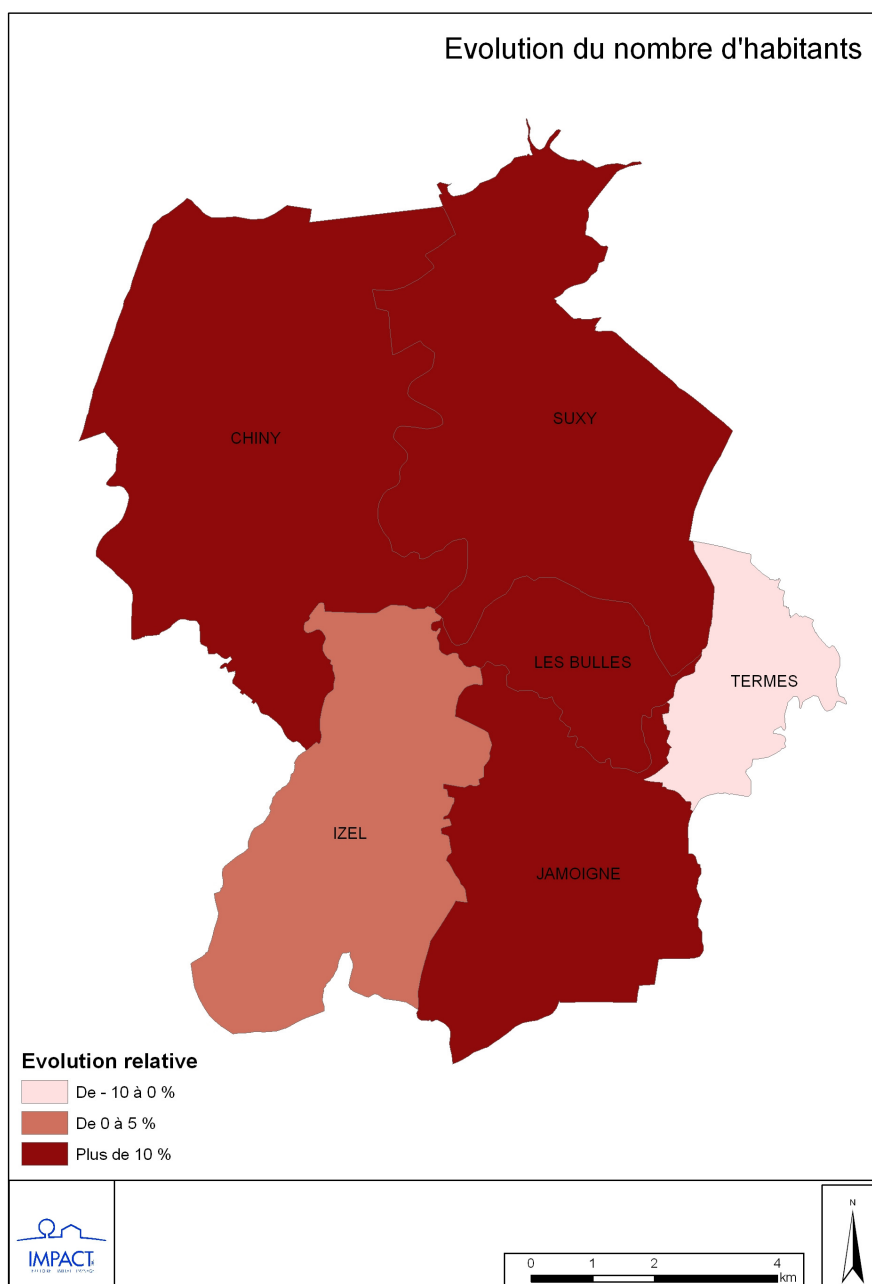 Evolution du nombre d'habitants
CHINY
SUXY
LES BULLES
TERMES
IZEL
JAMOIGNE
Evolution relative
De - 10 à 0 %
De 0 à 5 %
Plus de 10 %
IMPACT
N
0 1 2 4
km